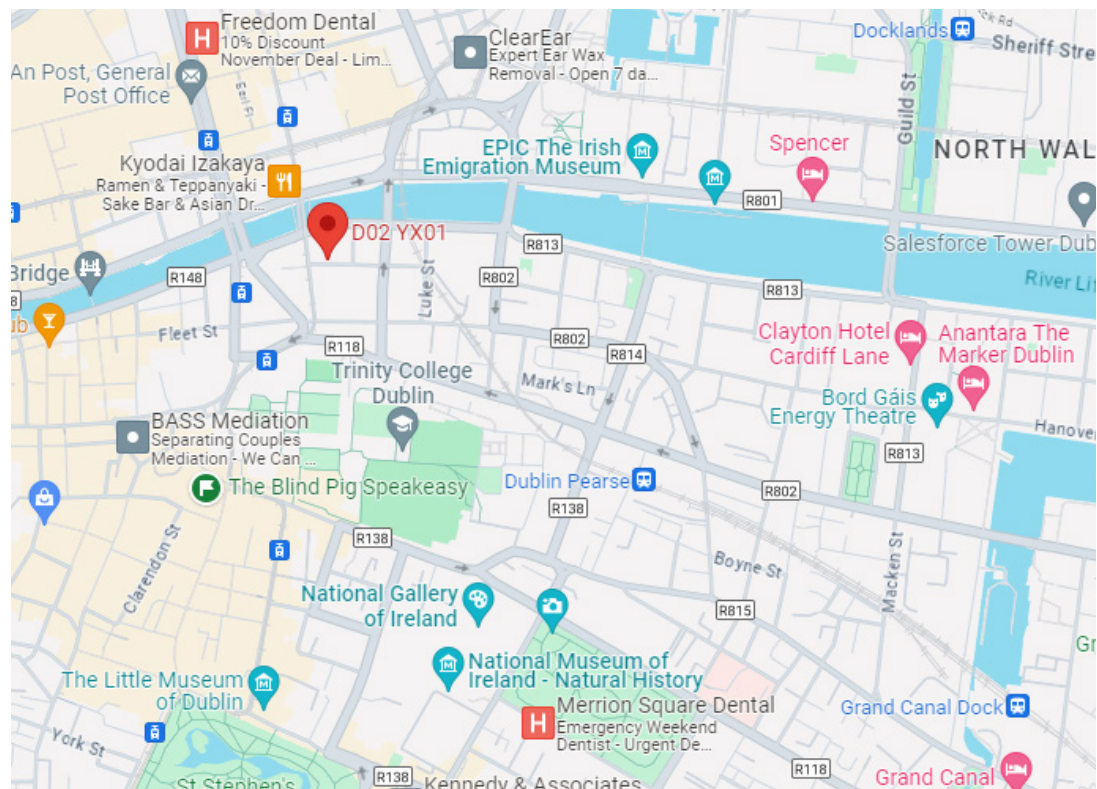 Freedom Dental
10% Discount
November Deal - Lim...
ClearEar
Expert Ear Wax
Removal - Open 7 da...
Docklands
Rd
Sheriff Stre
An Post, General
Post Office
Earl Pl
Guild St
EPIC The Irish
Emigration Museum
Spencer
NORTH WAL
Kyodai Izakaya
Ramen & Teppanyaki -
Sake Bar & Asian Dr...
R801
D02 YX01
R813
Salesforce Tower Dub
Bridge
R148
Luke St
R802
R813
River Lif
Fleet St
R118
R802
R814
Clayton Hotel
Cardiff Lane
Anantara The
Marker Dublin
Trinity College
Dublin
Mark's Ln
Bord Gáis
Energy Theatre
BASS Mediation
Separating Couples
Mediation - We Can ...
Hanover
R813
The Blind Pig Speakeasy
Dublin Pearse
R802
R138
R138
Clarendon St
Boyne St
Macken St
National Gallery
of Ireland
R815
National Museum of
Ireland - Natural History
The Little Museum
of Dublin
Merrion Square Dental
Emergency Weekend
Dentist - Urgent De...
Grand Canal Dock
York St
R118
R138
Grand Canal
St Stephen's
Kennedy & Associates